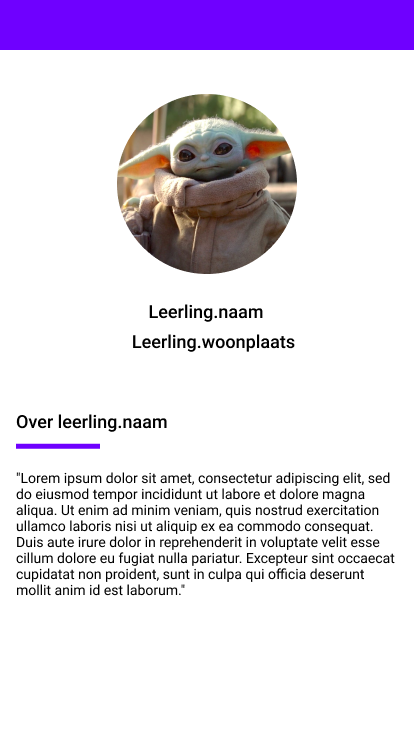 Leerling.naam
Leerling.woonplaats
Over leerling.naam
"Lorem ipsum dolor sit amet, consectetur adipiscing elit, sed
do eiusmod tempor incididunt ut labore et dolore magna
aliqua. Ut enim ad minim veniam, quis nostrud exercitation
ullamco laboris nisi ut aliquip ex ea commodo consequat.
Duis aute irure dolor in reprehenderit in voluptate velit esse
cillum dolore eu fugiat nulla pariatur. Excepteur sint occaecat
cupidatat non proident, sunt in culpa qui officia deserunt
mollit anim id est laborum."